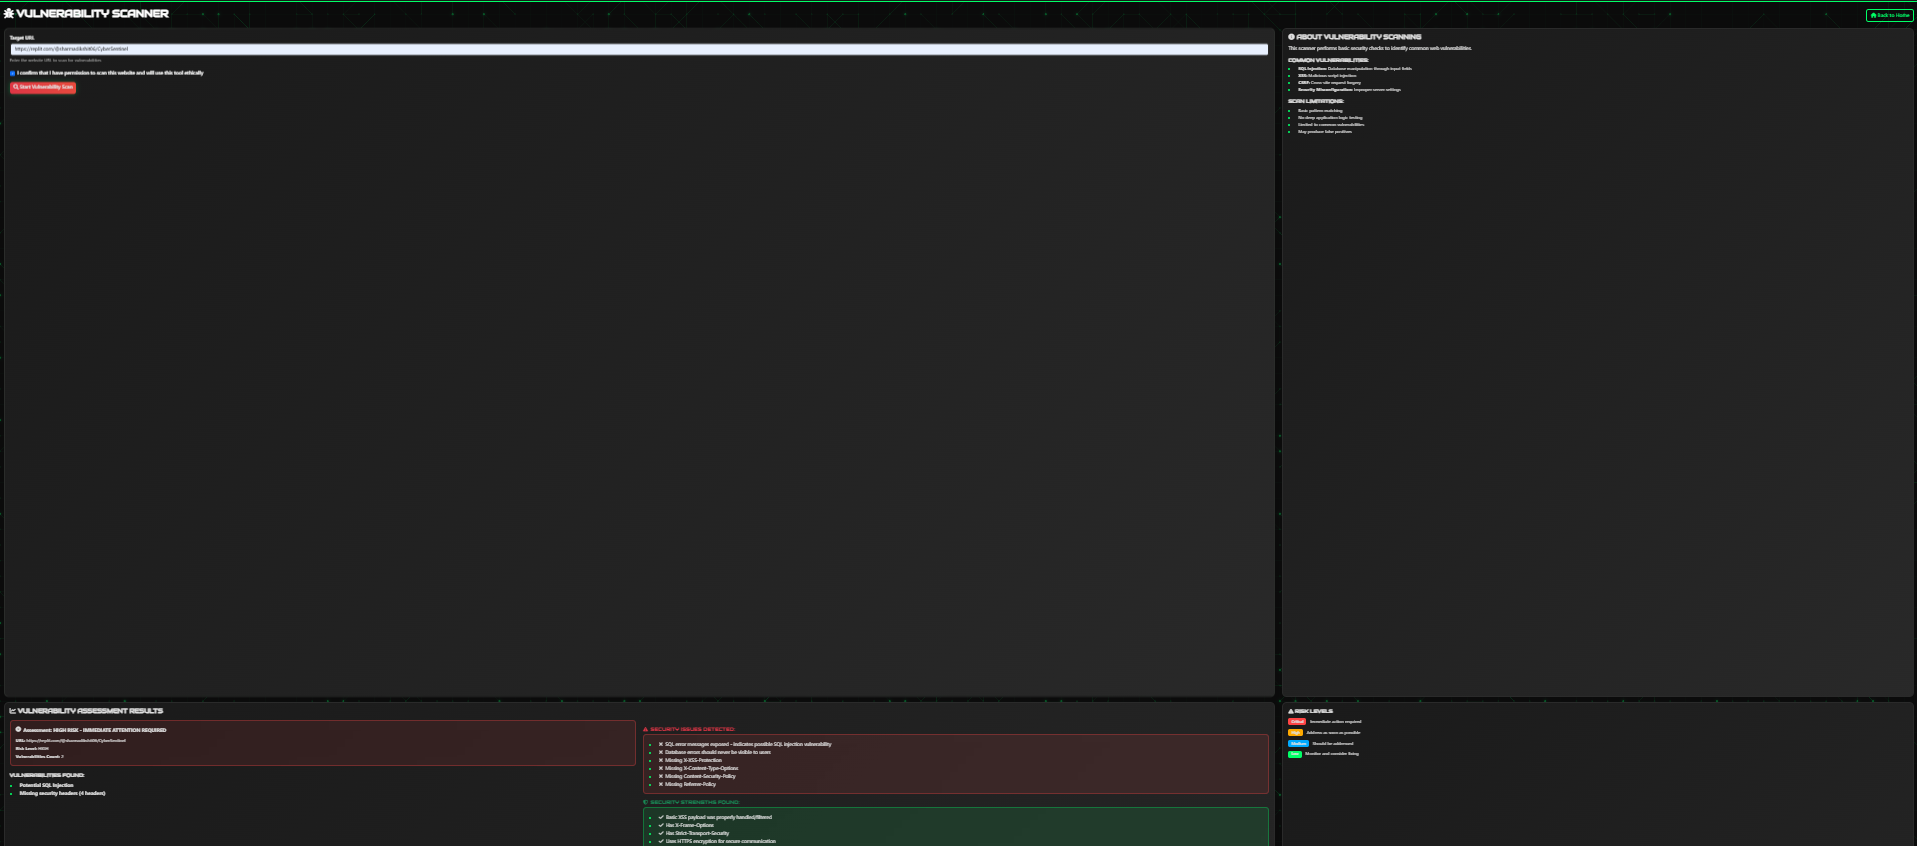 VULNERABILITY SCANNER
Back to Home
Target URL
Enter the website URL to scan for vulnerabilities
I confirm that I have permission to scan this website and will use this tool ethically
Start Vulnerability Scan
ABOUT VULNERABILITY SCANNING
This scanner performs basic security checks to identify common web vulnerabilities.
COMMON VULNERABILITIES:
SQL Injection: Database manipulation through input fields
XSS: Malicious script injection
CSRF: Cross-site request forgery
Security Misconfiguration: Improper server settings
SCAN LIMITATIONS:
Basic pattern matching
No deep application logic testing
Limited to common vulnerabilities
May produce false positives
VULNERABILITY ASSESSMENT RESULTS
Assessment: HIGH RISK - IMMEDIATE ATTENTION REQUIRED
URL:
Risk Level: HIGH
Vulnerabilities Count: 2
VULNERABILITIES FOUND:
Potential SQL Injection
Missing security headers (4 headers)
SECURITY ISSUES DETECTED:
SQL error messages exposed - indicates possible SQL injection vulnerability
Database errors should never be visible to users
Missing X-XSS-Protection
Missing X-Content-Type-Options
Missing Content-Security-Policy
Missing Referrer-Policy
SECURITY STRENGTHS FOUND:
Basic XSS payload was properly handled/filtered
Has X-Frame-Options
Has Strict-Transport-Security
Uses HTTPS encryption for secure communication
RISK LEVELS
Critical Immediate action required
High Address as soon as possible
Medium Should be addressed
Low Monitor and consider fixing